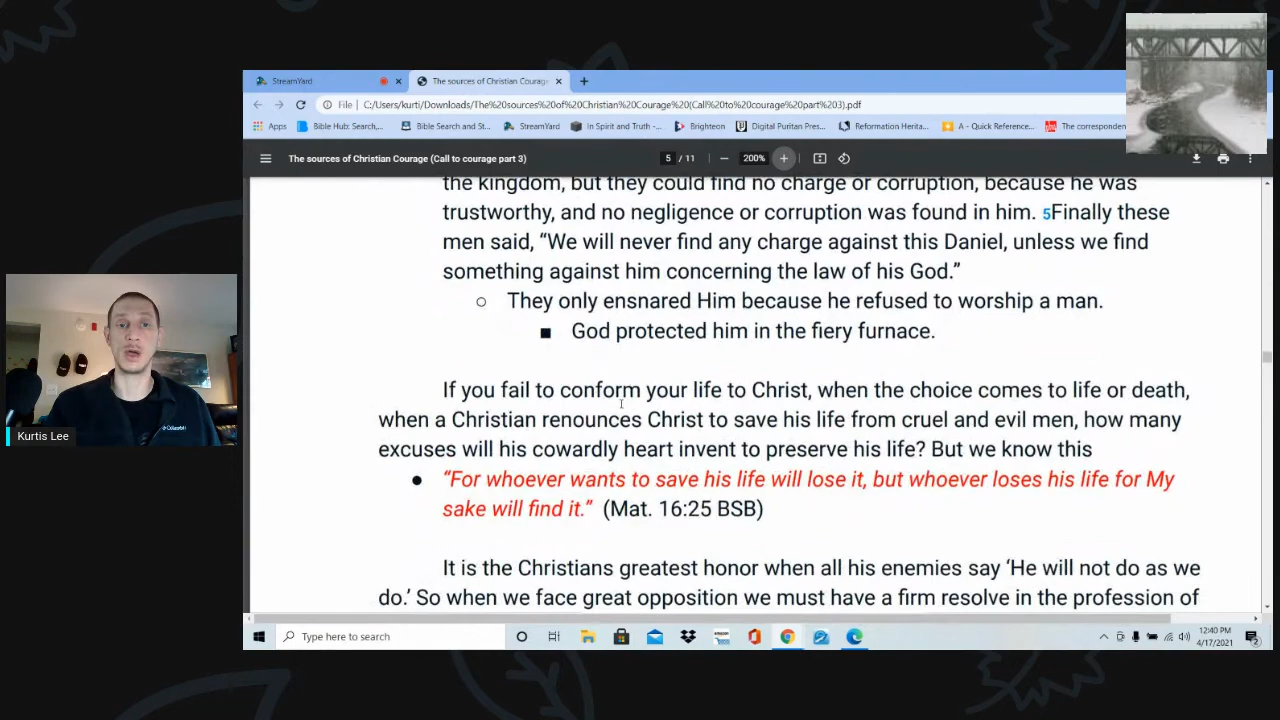 StreamYard
The sources of Christian Courag
File
C:/Users/kurti/Downloads/The%20sources%20of%20Christian%20Courage%20(Call%20to%20courage%20part%203).pdf
Apps
Bible Hub: Search,...
Bible Search and St...
StreamYard
In Spirit and Truth -...
Brighteon
Digital Puritan Pres...
Reformation Herita...
A - Quick Reference...
The corresponden
The sources of Christian Courage (Call to courage part 3)
5 / 11
200%
the kingdom, but they could find no charge or corruption, because he was
trustworthy, and no negligence or corruption was found in him. 5Finally these
men said, “We will never find any charge against this Daniel, unless we find
something against him concerning the law of his God.”
They only ensnared Him because he refused to worship a man.
God protected him in the fiery furnace.
If you fail to conform your life to Christ, when the choice comes to life or death,
when a Christian renounces Christ to save his life from cruel and evil men, how many
excuses will his cowardly heart invent to preserve his life? But we know this
“For whoever wants to save his life will lose it, but whoever loses his life for My
sake will find it.” (Mat. 16:25 BSB)
It is the Christians greatest honor when all his enemies say ‘He will not do as we
do.’ So when we face great opposition we must have a firm resolve in the profession of
Kurtis Lee
Type here to search
12:40 PM
4/17/2021